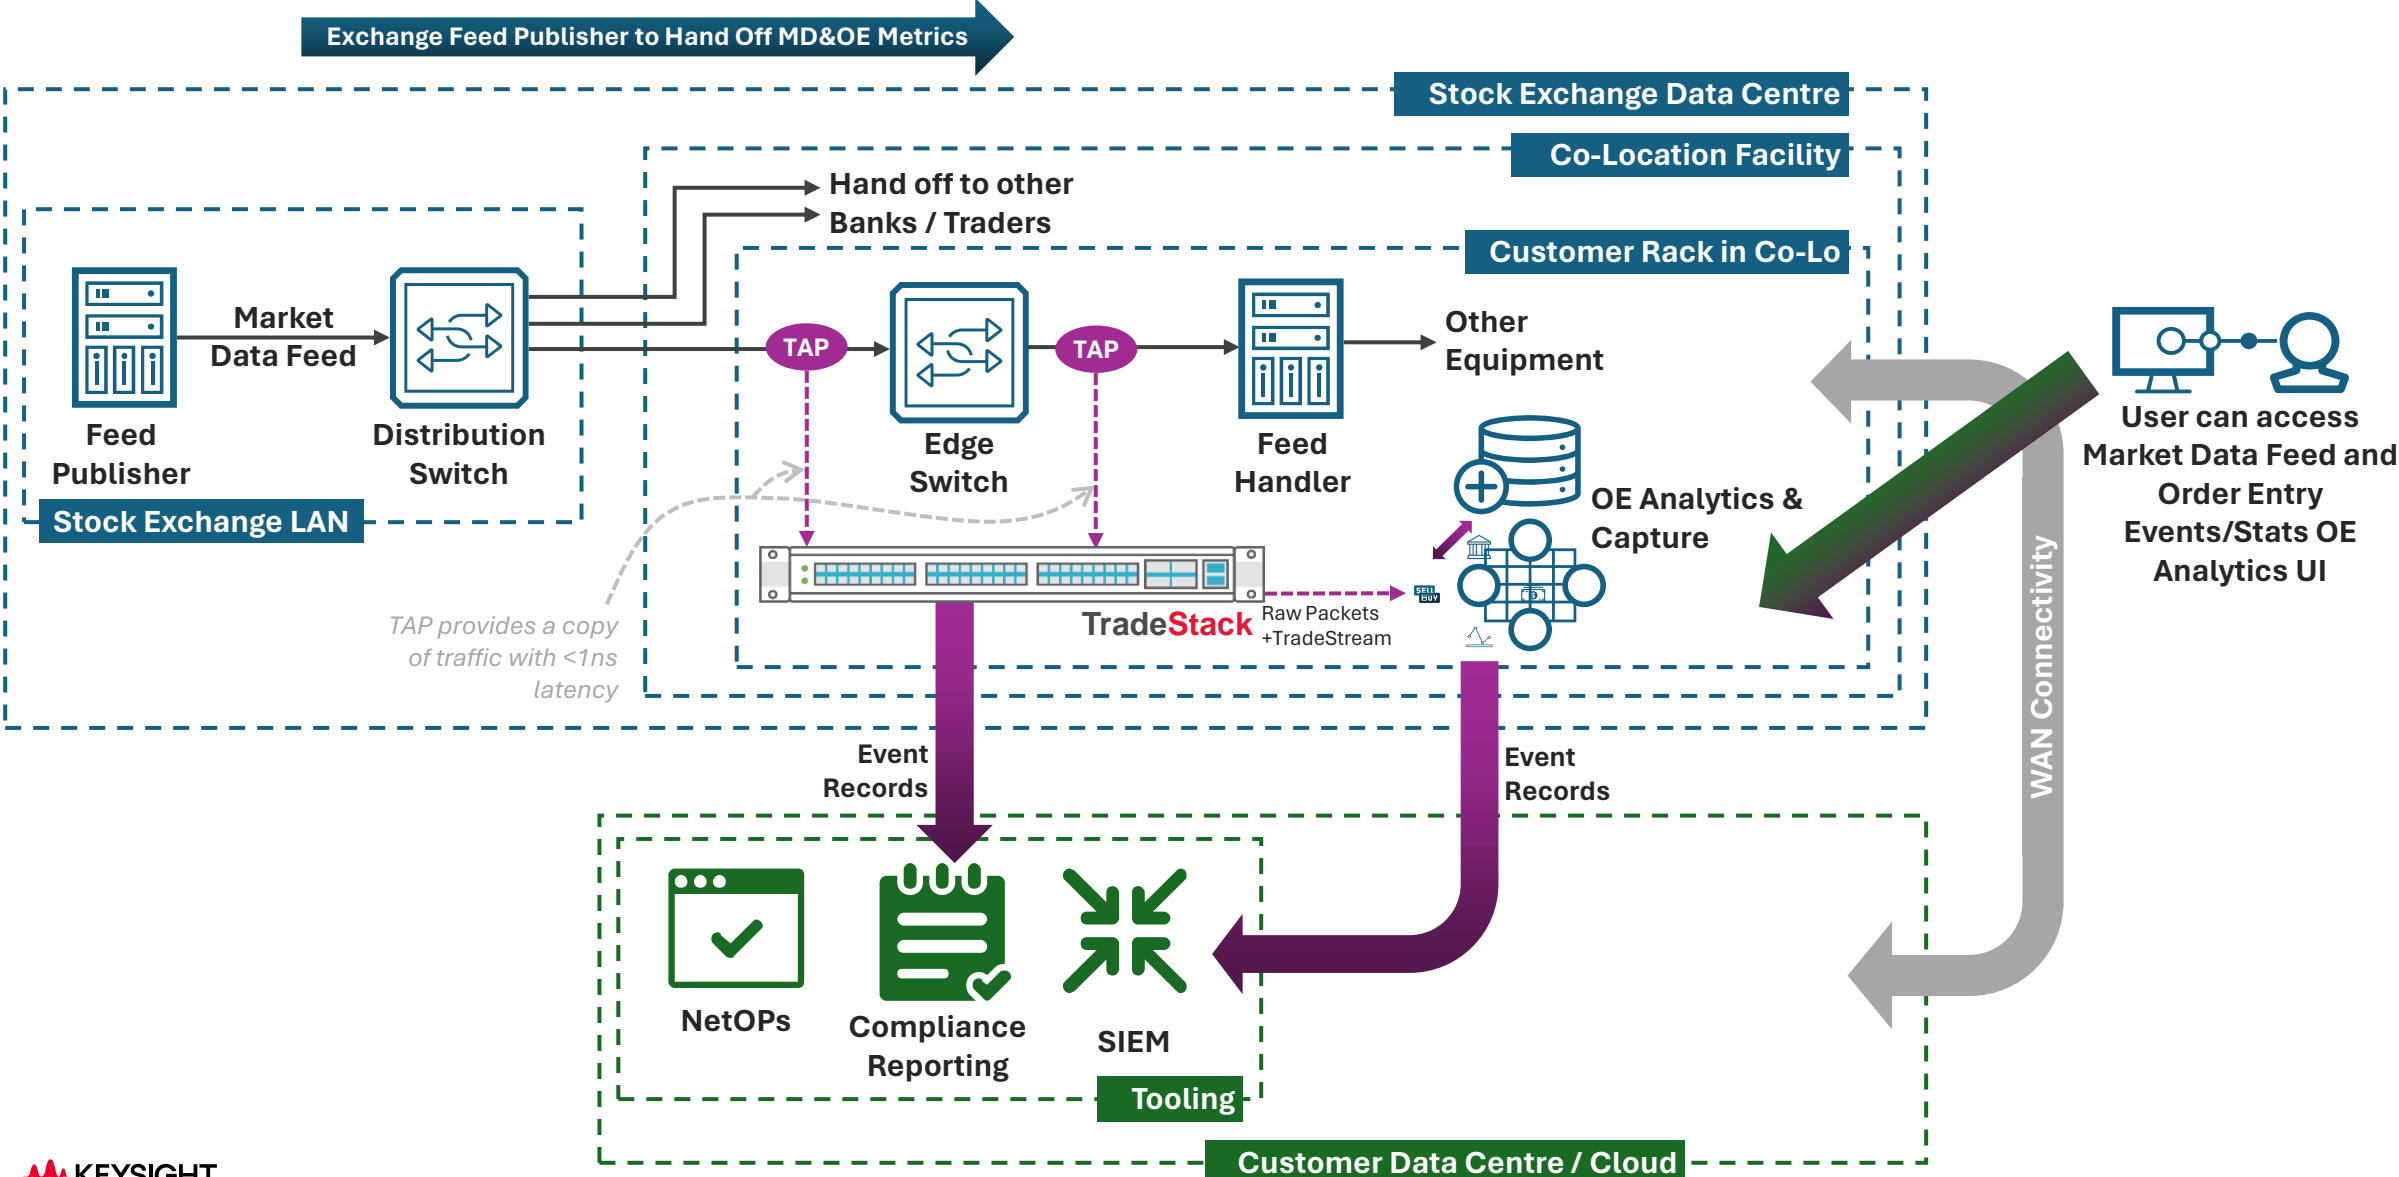 Exchange Feed Publisher to Hand Off MD&OE Metrics
Stock Exchange Data Centre
Co-Location Facility
Hand off to other
Banks / Traders
Customer Rack in Co-Lo
Market
Data Feed
TAP
TAP
Other
Equipment
Feed
Publisher
Distribution
Switch
Edge
Switch
Feed
Handler
Stock Exchange LAN
OE Analytics &
Capture
User can access
Market Data Feed and
Order Entry
Events/Stats OE
Analytics UI
SELL
BUY
TradeStack
Raw Packets
+TradeStream
TAP provides a copy
of traffic with <1ns
latency
WAN Connectivity
Event
Records
Event
Records
NetOPs
Compliance
Reporting
SIEM
Tooling
Customer Data Centre / Cloud
KEYSIGHT